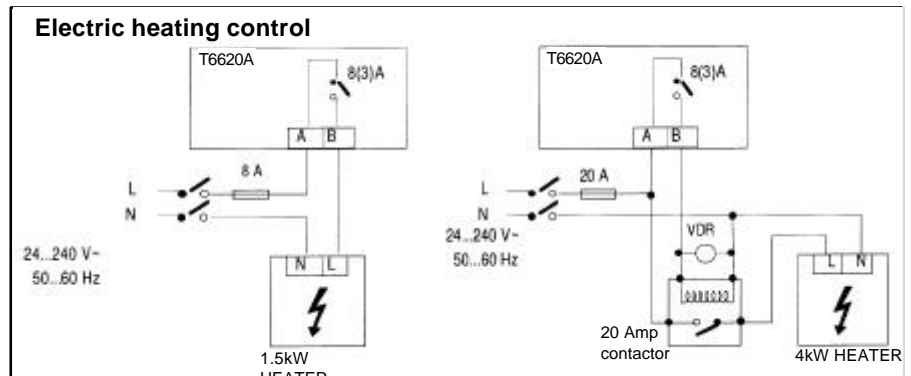 Electric heating control
T6620A
8(3)A
A B
8 A
L
N
24...240 V~
50...60 Hz
N L
1.5kW
HEATER
T6620A
8(3)A
A B
20 A
L
N
24...240 V~
50...60 Hz
VDR
L N
20 Amp
contactor
4kW HEATER